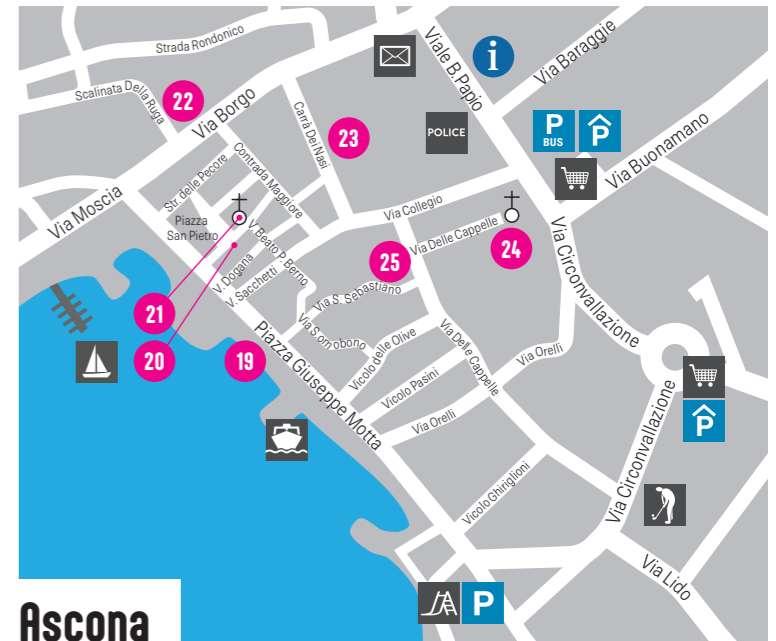 Strada Rondonico
Scalinata Della Ruga
22
Via Borgo
Viale B. Papio
i
Via Baraggie
Carrà Dei Nasi
23
POLICE
P
BUS
P
Via Buonamano
Contrada Maggiore
Str. delle Pecore
Via Moscia
Piazza
San Pietro
V. Beato P. Berno
Via Collegio
Via Delle Cappelle
24
25
V. Dogana
V. Sacchetti
Via S. Sebastiano
Via Circonvallazione
21
20
19
Via S.omobono
Piazza Giuseppe Motta
Vicolo delle Olive
Via Delle Cappelle
Via Orelli
Vicolo Pasini
Via Orelli
P
Via Circonvallazione
Vicolo Ghiriglioni
Via Lido
P
Ascona